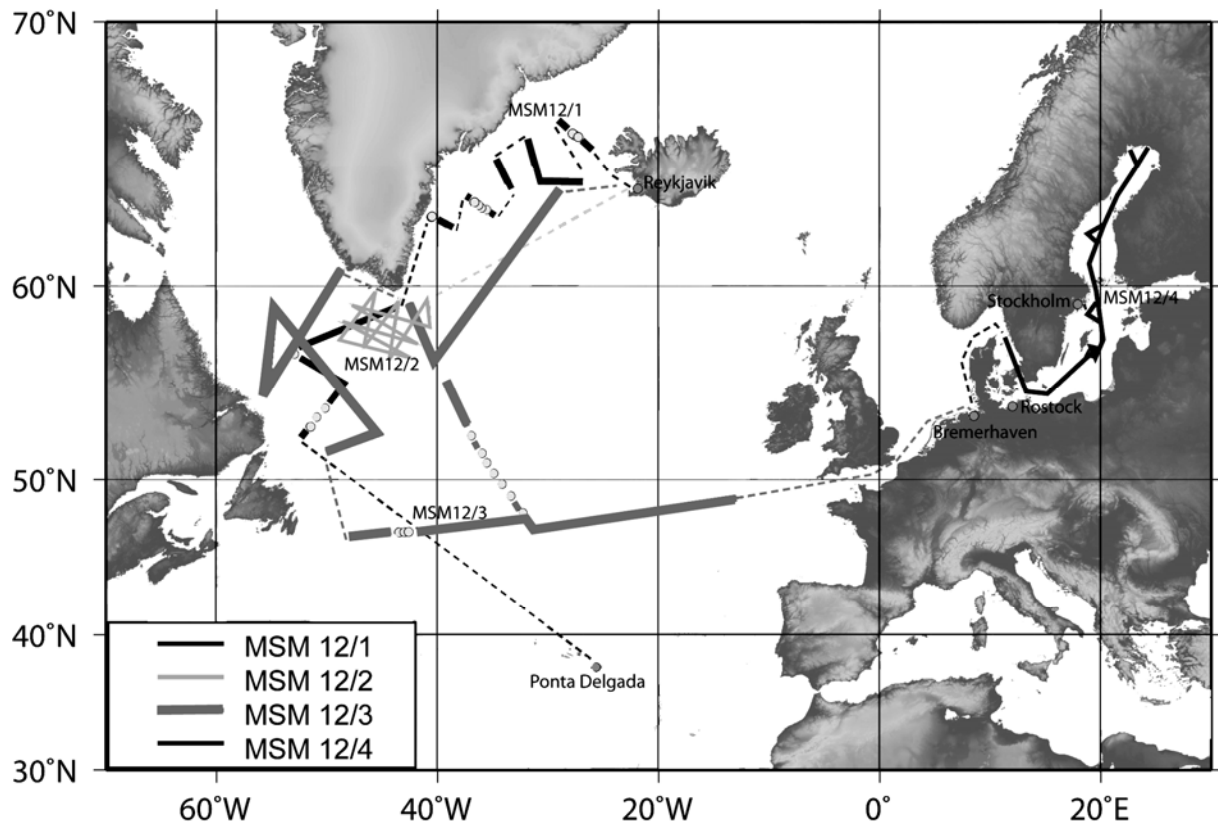 70°N
MSM12/1
Reykjavik
60°N
Stockholm
MSM12/4
MSM12/2
Rostock
Bremerhaven
50°N
MSM12/3
40°N
Ponta Delgada
MSM 12/1
MSM 12/2
MSM 12/3
MSM 12/4
30°N
60°W
40°W
20°W
0°
20°E